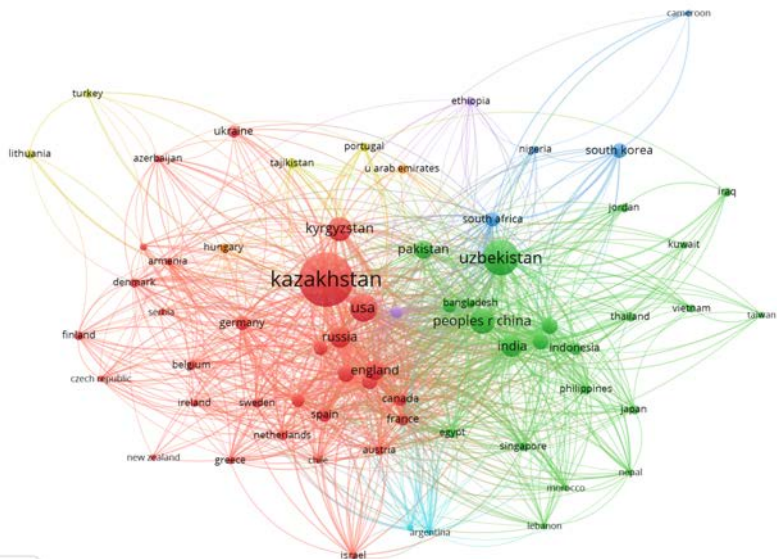 cameroon
turkey
ethiopia
ukraine
lithuania
azerbaijan
portugal
nigeria
south korea
tajikistan
u arab emirates
iraq
jordan
south africa
kyrgyzstan
hungary
pakistan
uzbekistan
kuwait
armenia
kazakhstan
denmark
bangladesh
serbia
usa
vietnam
thailand
taiwan
germany
peoples r china
finland
russia
india
indonesia
belgium
england
czech republic
philippines
ireland
sweden
canada
spain
france
japan
netherlands
egypt
austria
singapore
new zealand
greece
chile
nepal
morocco
lebanon
argentina
israel